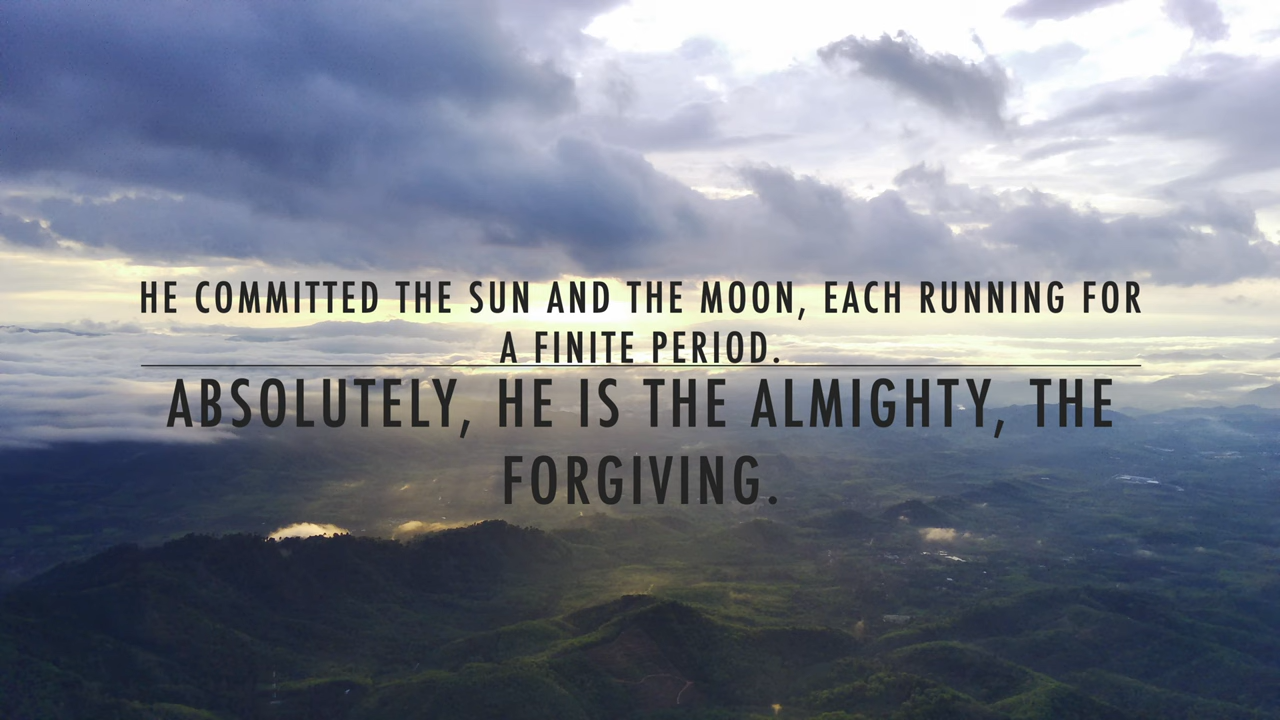 HE COMMITTED THE SUN AND THE MOON, EACH RUNNING FOR
A FINITE PERIOD.
ABSOLUTELY, HE IS THE ALMIGHTY, THE
FORGIVING.